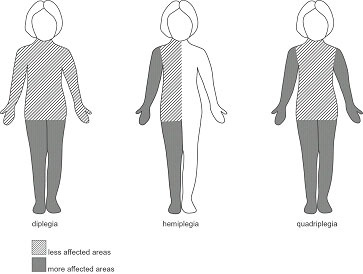 diplegia
hemiplegia
quadriplegia
less affected areas
more affected areas